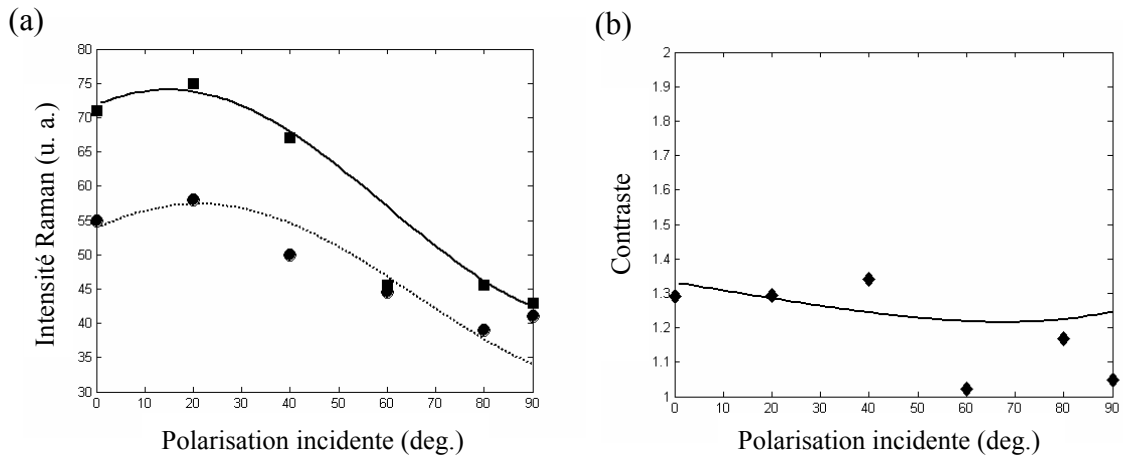 (a)
80
75
70
65
60
55
50
45
40
35
30
0 10 20 30 40 50 60 70 80 90
Intensité Raman (u. a.)
Polarisation incidente (deg.)
(b)
2
1.9
1.8
1.7
1.6
1.5
1.4
1.3
1.2
1.1
1
0 10 20 30 40 50 60 70 80 90
Contraste
Polarisation incidente (deg.)